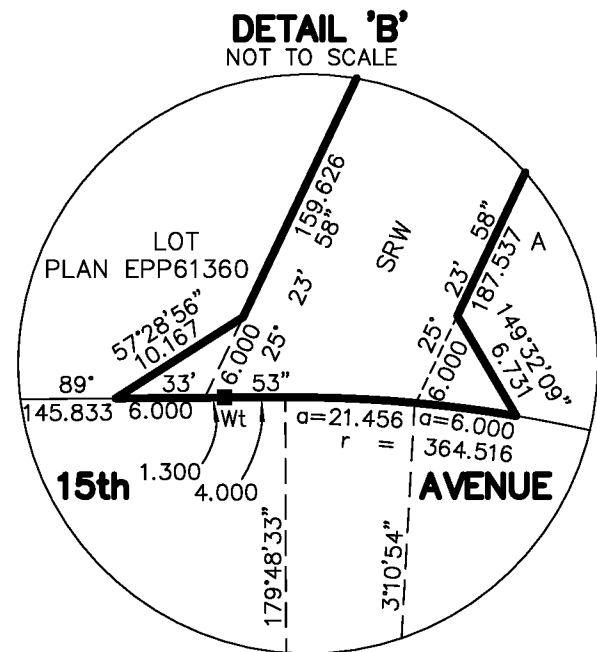 DETAIL 'B'
NOT TO SCALE
159.626
25° 23' 58"
SRW
25° 23' 58"
187.537
A
LOT
PLAN EPP61360
57°28'56"
10.167
6.000
6.000
149°32'09"
6.731
89° 33' 53"
145.833
6.000
Wt
a=21.456
a=6.000
r = 364.516
1.300
4.000
15th AVENUE
179°48'33"
3°10'54"